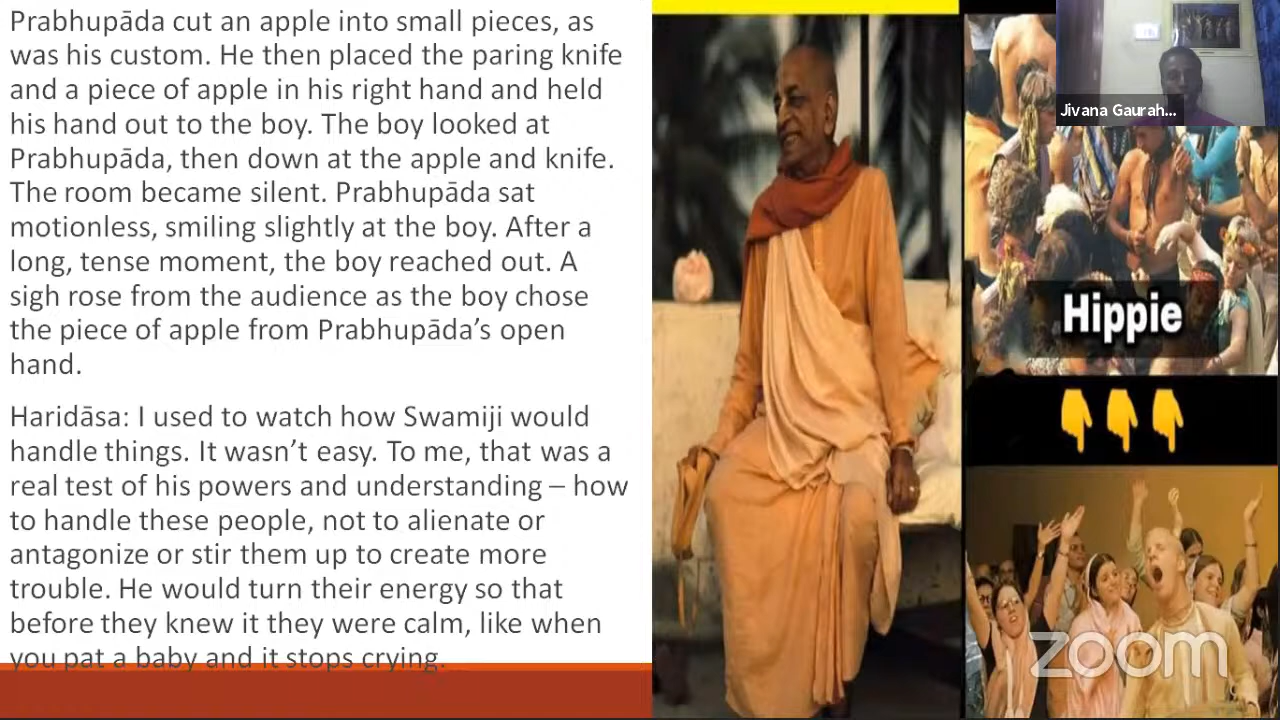 Prabhupāda cut an apple into small pieces, as
was his custom. He then placed the paring knife
and a piece of apple in his right hand and held
his hand out to the boy. The boy looked at
Prabhupāda, then down at the apple and knife.
The room became silent. Prabhupāda sat
motionless, smiling slightly at the boy. After a
long, tense moment, the boy reached out. A
sigh rose from the audience as the boy chose
the piece of apple from Prabhupāda’s open
hand.
Haridāsa: I used to watch how Swamiji would
handle things. It wasn’t easy. To me, that was a
real test of his powers and understanding – how
to handle these people, not to alienate or
antagonize or stir them up to create more
trouble. He would turn their energy so that
before they knew it they were calm, like when
you pat a baby and it stops crying.
Jivana Gaurah...
Hippie
zoom